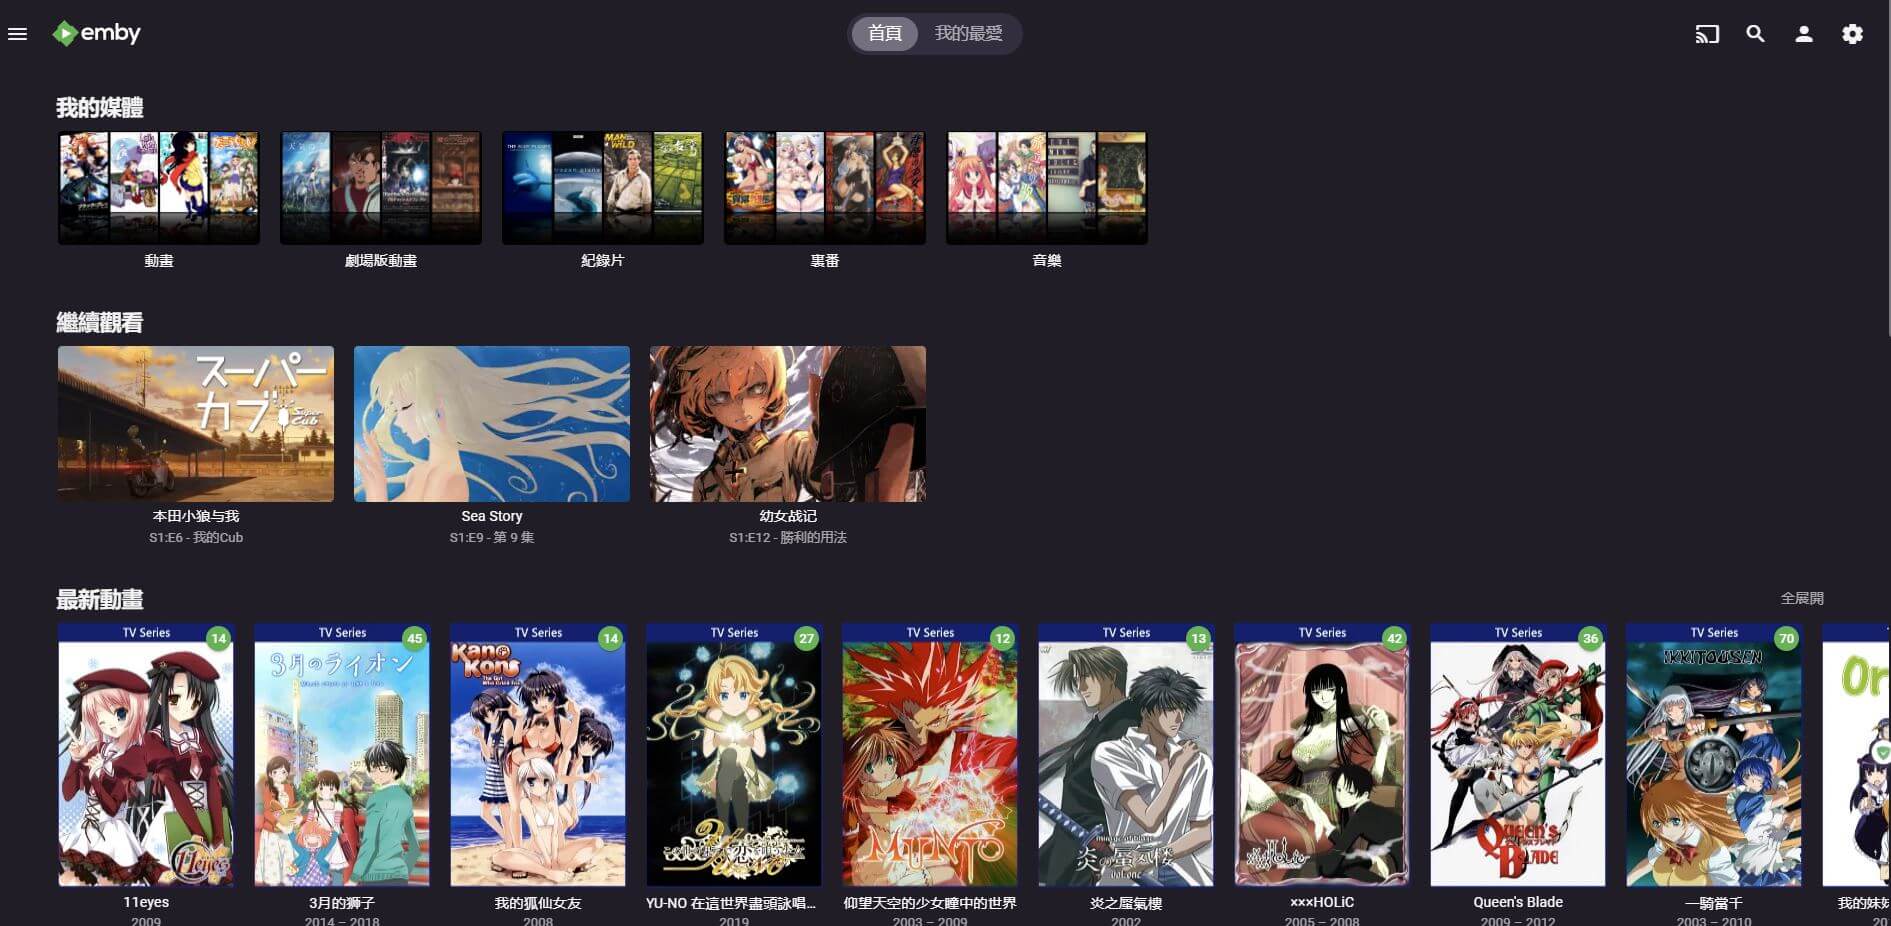 emby
首頁
我的最愛
我的媒體
動畫
劇場版動畫
紀錄片
裏番
音樂
繼續觀看
スーパーカブ
Super Cub
本田小狼与我
S1:E6 - 我的Cub
Sea Story
S1:E9 - 第 9 集
幼女战记
S1:E12 - 勝利的用法
最新動畫
全展開
TV Series 14
TV Series 45
TV Series 14
TV Series 27
TV Series 12
TV Series 13
TV Series 42
TV Series 36
TV Series 70
11eyes
3月のライオン
Kanokons
MUNTO
炎の蜃気楼
vol.one
×××HOLiC
QUEEN'S BLADE
IKKITOUSEN
Or
11eyes
2009
3月的獅子
2014 – 2018
我的狐仙女友
2008
YU-NO 在這世界盡頭詠唱...
2019
仰望天空的少女瞳中的世界
2003 – 2009
炎之蜃氣樓
2002
×××HOLiC
2005 – 2008
Queen's Blade
2009 – 2012
一騎當千
2003 – 2010
我的妹
20